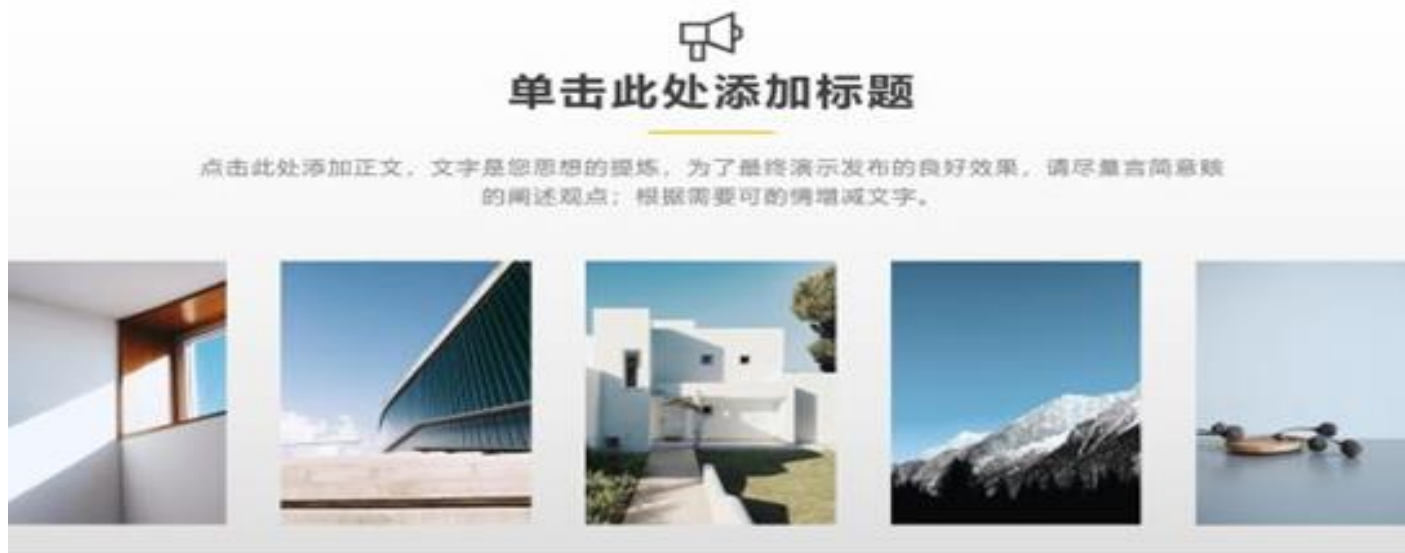 单击此处添加标题
点击此处添加正文，文字是您思想的提炼，为了最终演示发布的良好效果，请尽量言简意赅
的阐述观点；根据需要可酌情增减文字。